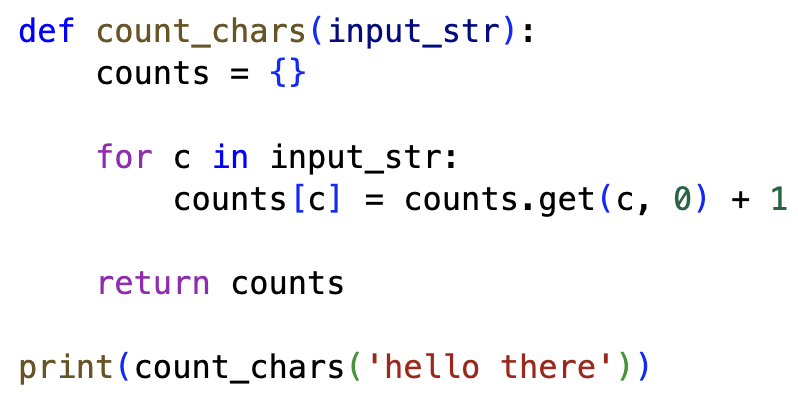 def count_chars(input_str):
    counts = {}
    for c in input_str:
        counts[c] = counts.get(c, 0) + 1
    return counts
print(count_chars('hello there'))